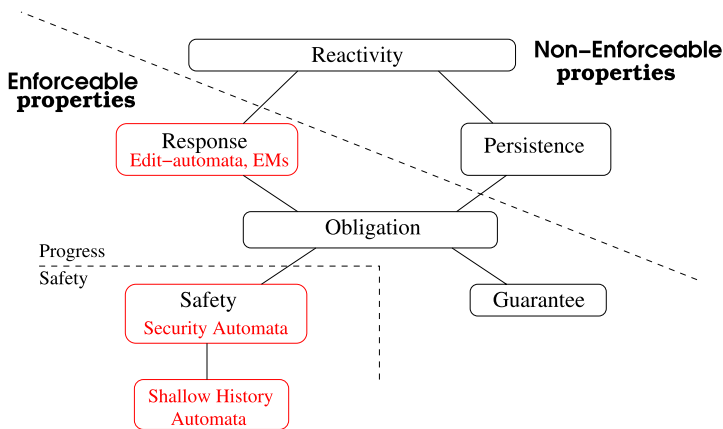 Reactivity
Non−Enforceable
properties
Enforceable
properties
Response
Edit−automata, EMs
Persistence
Obligation
Progress
Safety
Safety
Security Automata
Guarantee
Shallow History
Automata